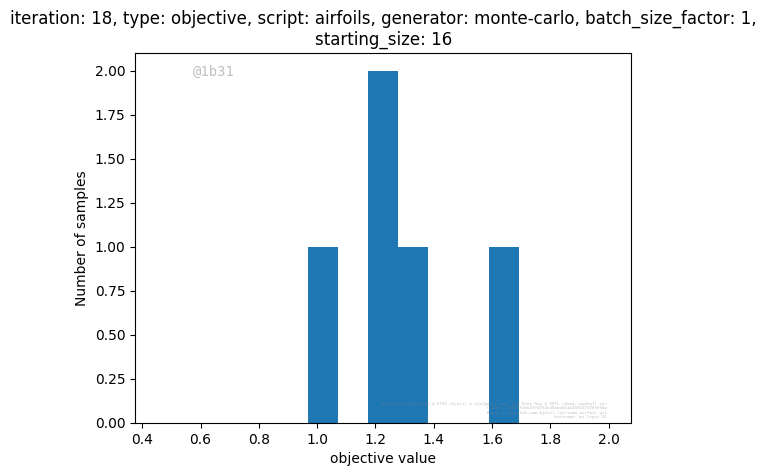 iteration: 18, type: objective, script: airfoils, generator: monte-carlo, batch_size_factor: 1,
starting_size: 16
@1b31
2.00
1.75
1.50
1.25
1.00
0.75
0.50
0.25
0.00
Number of samples
0.4 0.6 0.8 1.0 1.2 1.4 1.6 1.8 2.0
objective value